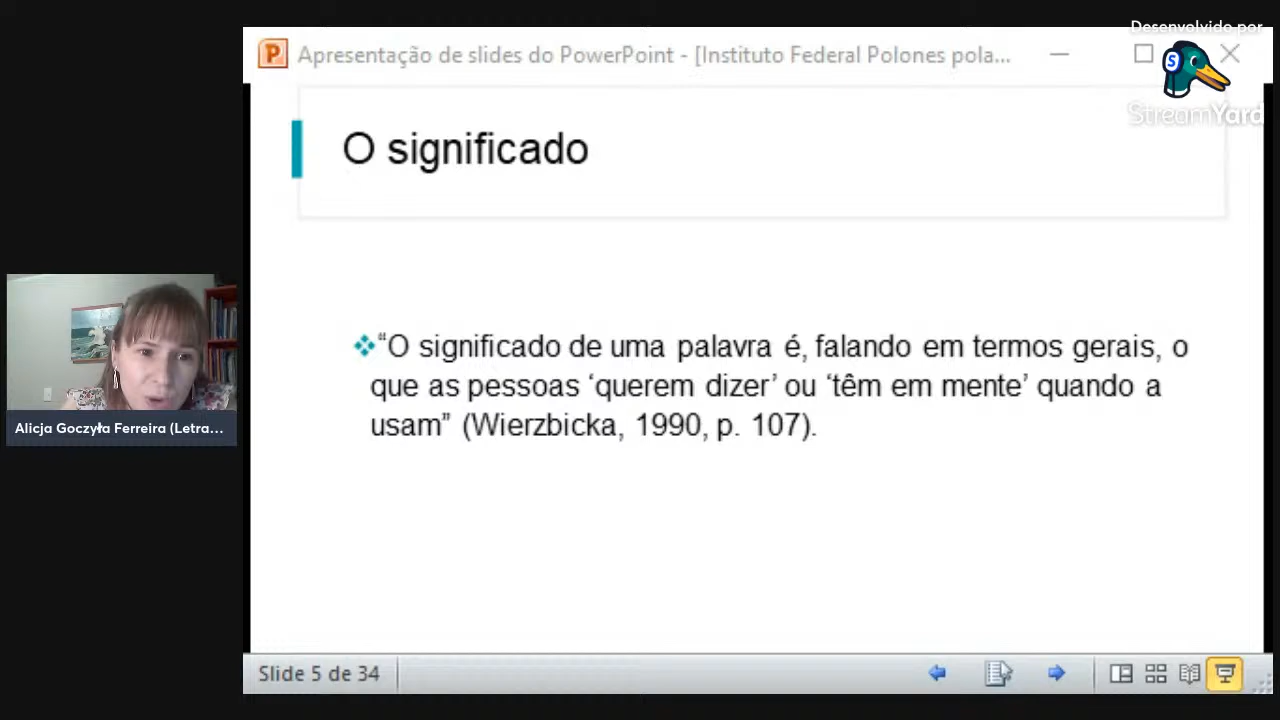 Desenvolvido por
StreamYard
Apresentação de slides do PowerPoint - [Instituto Federal Polones pola...
O significado
“O significado de uma palavra é, falando em termos gerais, o
que as pessoas ‘querem dizer’ ou ‘têm em mente’ quando a
usam” (Wierzbicka, 1990, p. 107).
Alicja Goczyła Ferreira (Letra...
Slide 5 de 34